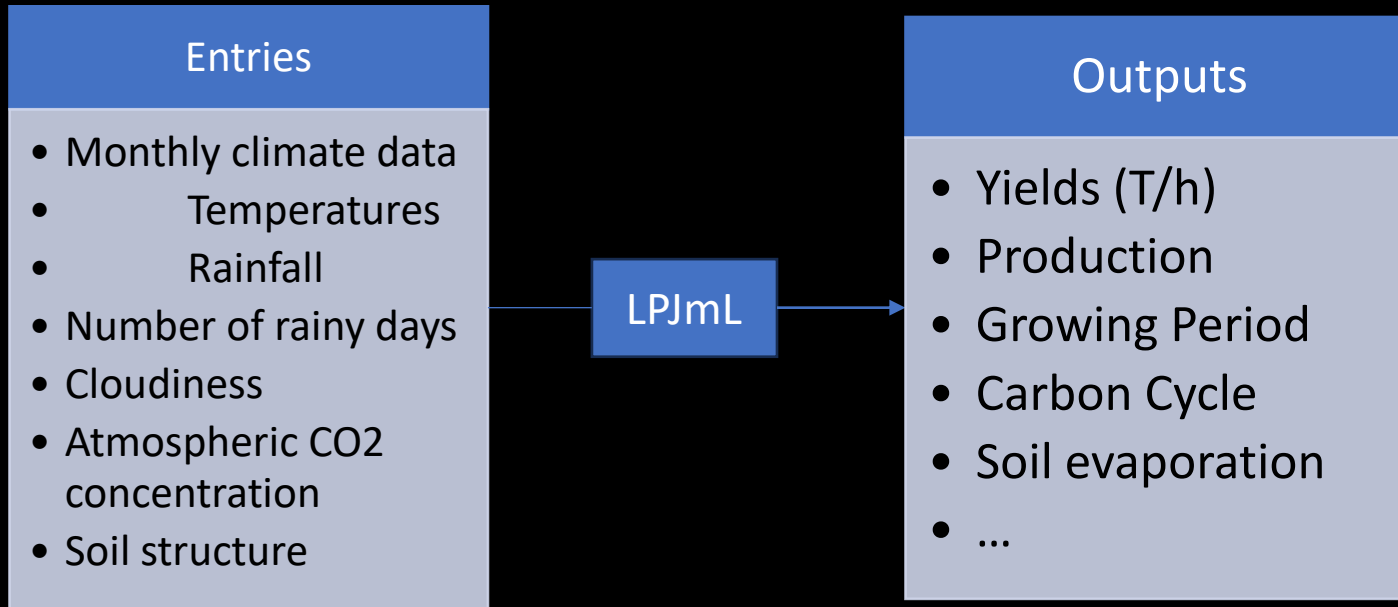 Entries
• Monthly climate data
• Temperatures
• Rainfall
• Number of rainy days
• Cloudiness
• Atmospheric CO2
concentration
• Soil structure
LPJmL
Outputs
• Yields (T/h)
• Production
• Growing Period
• Carbon Cycle
• Soil evaporation
• ...